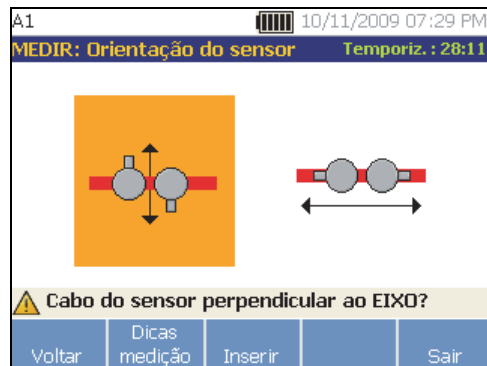 A1 10/11/2009 07:29 PM
MEDIR: Orientação do sensor Temporiz. : 28:11
Cabo do sensor perpendicular ao EIXO?
Voltar Dicas medição Inserir Sair